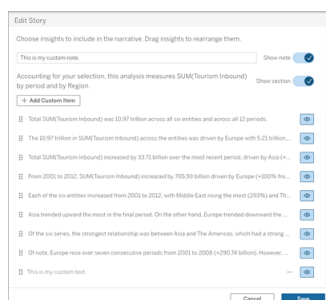 Edit Story
Choose insights to include in the narrative. Drag insights to rearrange them.
This is my custom note.
Show note
Accounting for your selection, this analysis measures SUM(Tourism Inbound)
by period and by Region.
Show section
+ Add Custom Item
Total SUM(Tourism Inbound) was 10.97 trillion across all six entities and across all 12 periods.
The 10.97 trillion in SUM(Tourism Inbound) across the entities was driven by Europe with 5.21 trillion, ...
Total SUM(Tourism Inbound) increased by 33.71 billion over the most recent period, driven by Asia (+...
From 2001 to 2012, SUM(Tourism Inbound) increased by 705.93 billion driven by Europe (+100% fro...
Each of the six entities increased from 2001 to 2012, with Middle East rising the most (293%) and Th...
Asia trended upward the most in the final period. On the other hand, Europe trended downward the ...
Of the six series, the strongest relationship was between Asia and The Americas, which had a strong ...
Of note, Europe rose over seven consecutive periods from 2001 to 2008 (+290.74 billion). However, ...
This is my custom text.
...
Cancel
Save